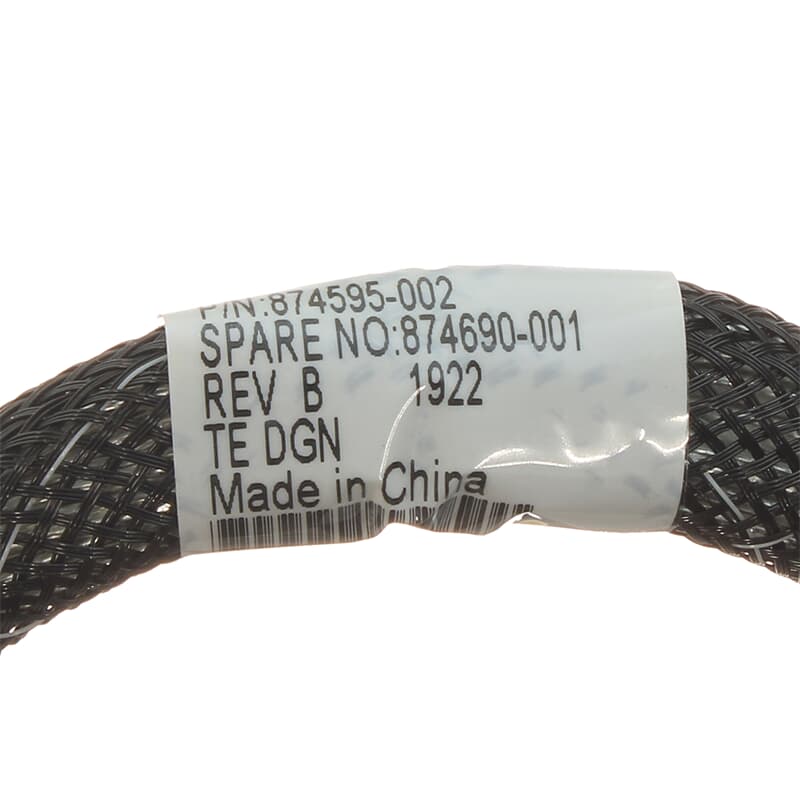 P/N:874595-002
SPARE NO:874690-001
REV B 1922
TE DGN
Made in China